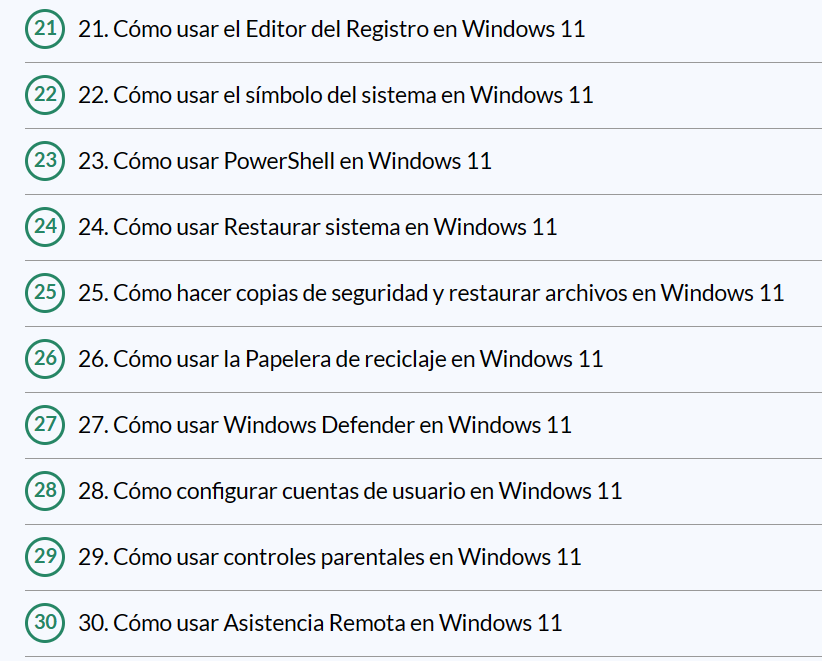 21 21. Cómo usar el Editor del Registro en Windows 11
22 22. Cómo usar el símbolo del sistema en Windows 11
23 23. Cómo usar PowerShell en Windows 11
24 24. Cómo usar Restaurar sistema en Windows 11
25 25. Cómo hacer copias de seguridad y restaurar archivos en Windows 11
26 26. Cómo usar la Papelera de reciclaje en Windows 11
27 27. Cómo usar Windows Defender en Windows 11
28 28. Cómo configurar cuentas de usuario en Windows 11
29 29. Cómo usar controles parentales en Windows 11
30 30. Cómo usar Asistencia Remota en Windows 11